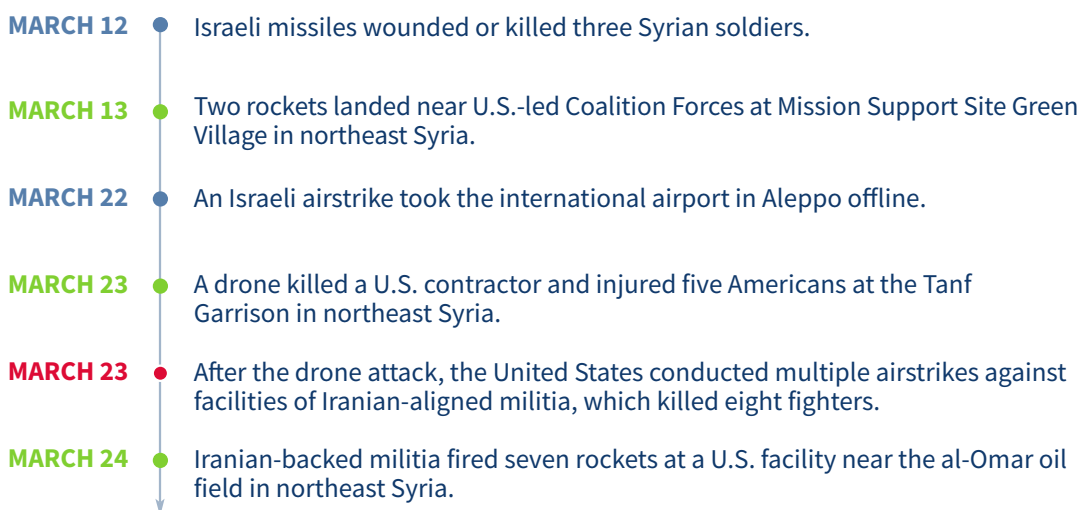 MARCH 12
Israeli missiles wounded or killed three Syrian soldiers.
MARCH 13
Two rockets landed near U.S.-led Coalition Forces at Mission Support Site Green
Village in northeast Syria.
MARCH 22
An Israeli airstrike took the international airport in Aleppo offline.
MARCH 23
A drone killed a U.S. contractor and injured five Americans at the Tanf
Garrison in northeast Syria.
MARCH 23
After the drone attack, the United States conducted multiple airstrikes against
facilities of Iranian-aligned militia, which killed eight fighters.
MARCH 24
Iranian-backed militia fired seven rockets at a U.S. facility near the al-Omar oil
field in northeast Syria.